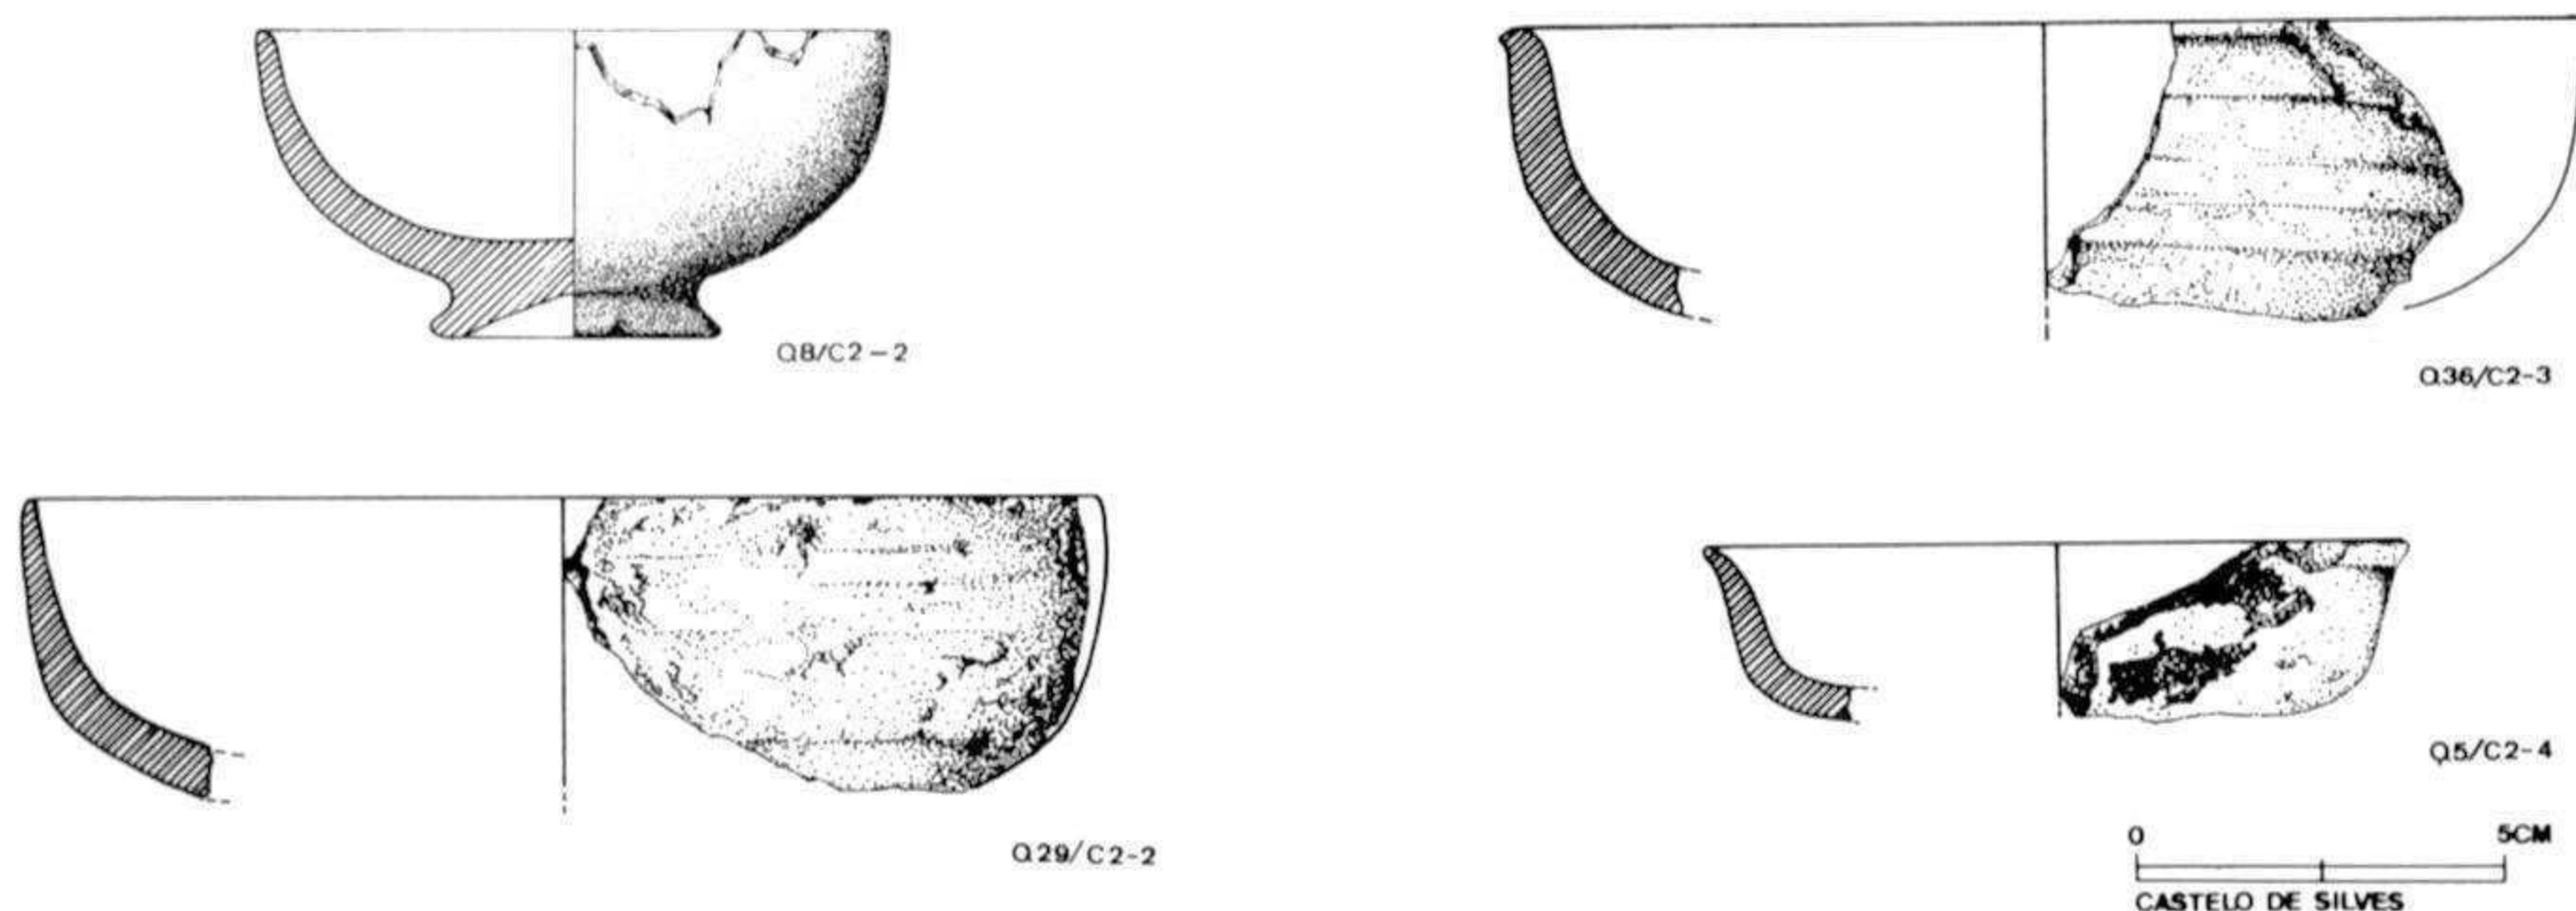 Q8/C2-2
Q36/C2-3
Q29/C2-2
Q5/C2-4
0 5CM
CASTELO DE SILVES